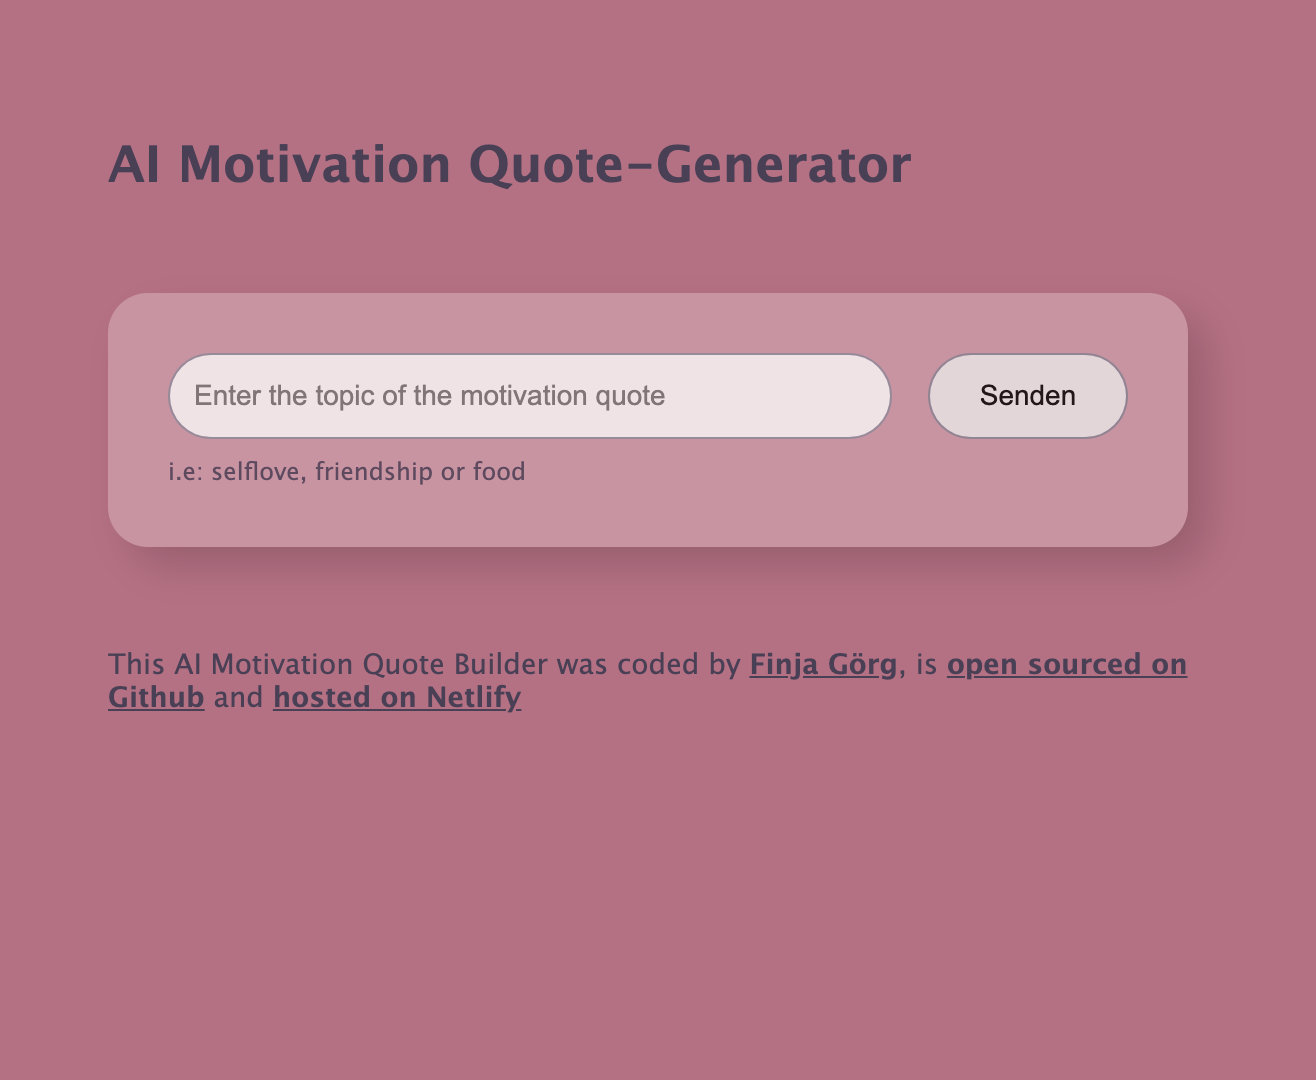 AI Motivation Quote-Generator
Enter the topic of the motivation quote
Senden
i.e: selflove, friendship or food
This AI Motivation Quote Builder was coded by Finja Görg, is open sourced on
Github and hosted on Netlify